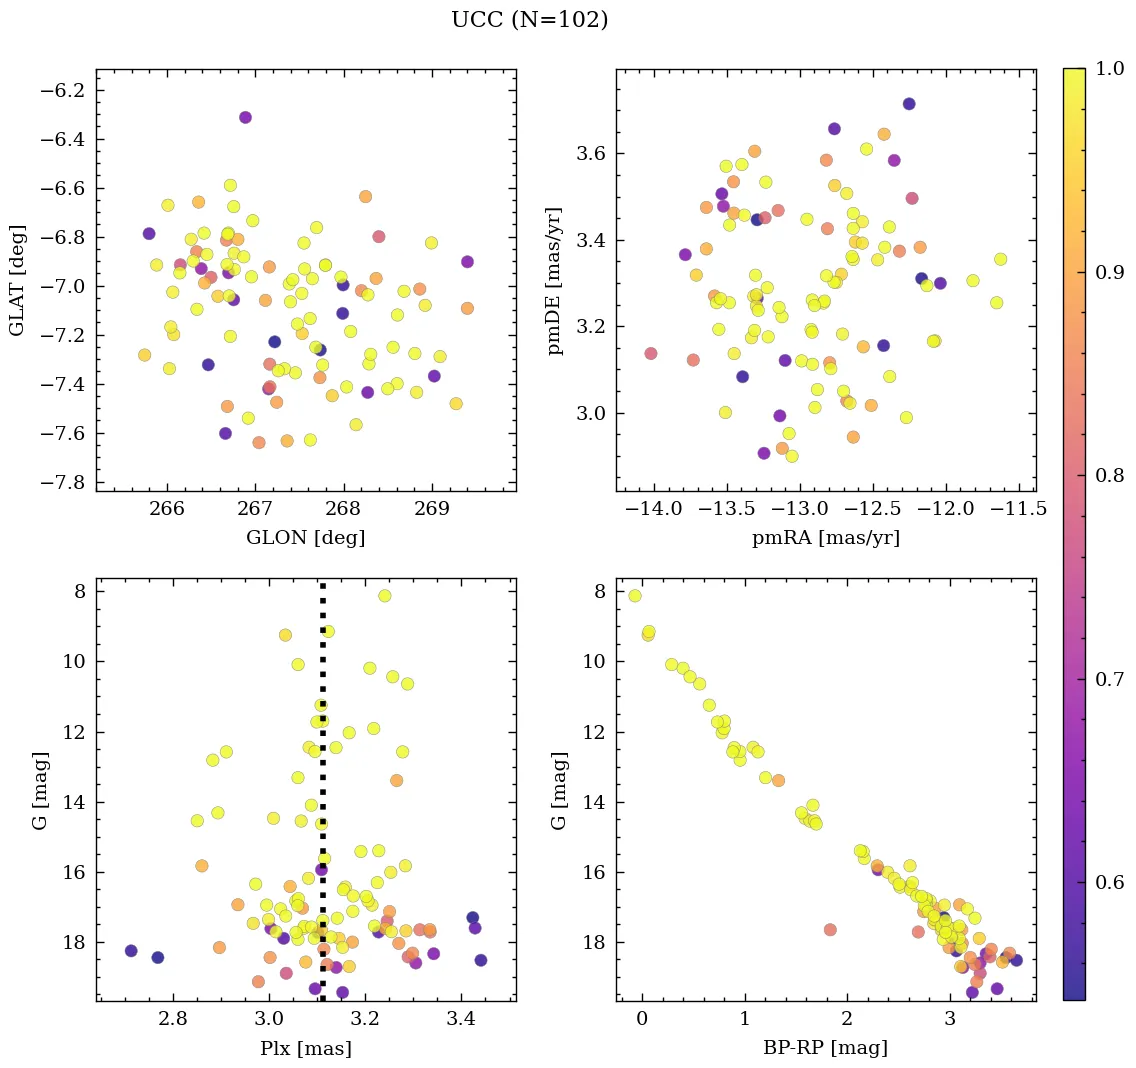 UCC (N=102)
−6.2
−6.4
−6.6
−6.8
−7.0
−7.2
−7.4
−7.6
−7.8
GLAT [deg]
266 267 268 269
GLON [deg]
3.6
3.4
3.2
3.0
pmDE [mas/yr]
−14.0 −13.5 −13.0 −12.5 −12.0 −11.5
pmRA [mas/yr]
8
10
12
14
16
18
G [mag]
2.8 3.0 3.2 3.4
Plx [mas]
8
10
12
14
16
18
G [mag]
0 1 2 3
BP-RP [mag]
1.0
0.9
0.8
0.7
0.6